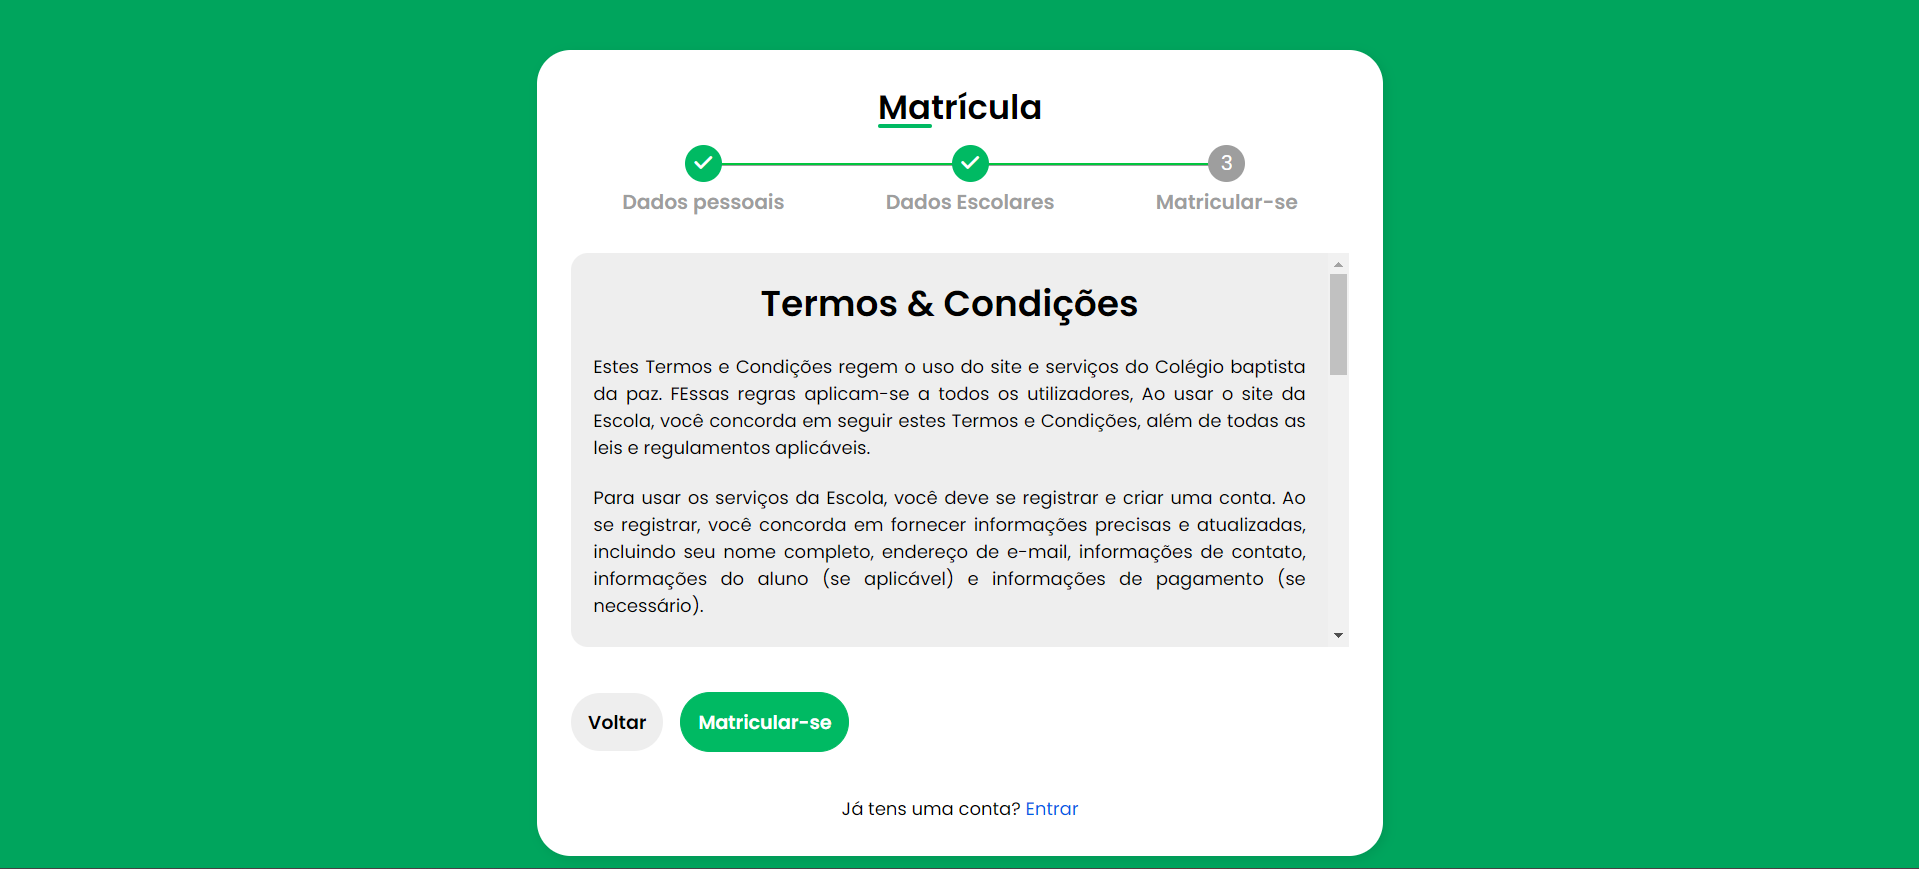 Matrícula
3
Dados pessoais
Dados Escolares
Matricular-se
Termos & Condições
Estes Termos e Condições regem o uso do site e serviços do Colégio baptista
da paz. FEssas regras aplicam-se a todos os utilizadores, Ao usar o site da
Escola, você concorda em seguir estes Termos e Condições, além de todas as
leis e regulamentos aplicáveis.
Para usar os serviços da Escola, você deve se registrar e criar uma conta. Ao
se registrar, você concorda em fornecer informações precisas e atualizadas,
incluindo seu nome completo, endereço de e-mail, informações de contato,
informações do aluno (se aplicável) e informações de pagamento (se
necessário).
Voltar
Matricular-se
Já tens uma conta? Entrar